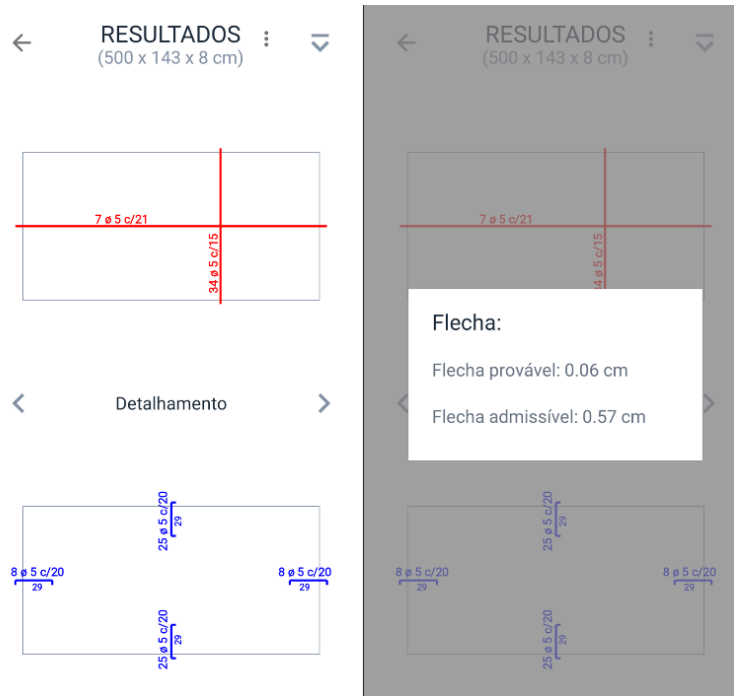 RESULTADOS
(500 x 143 x 8 cm)
7 ø 5 c/21
34 ø 5 c/15
Detalhamento
25 ø 5 c/20
29
8 ø 5 c/20
29
8 ø 5 c/20
29
25 ø 5 c/20
29
RESULTADOS
(500 x 143 x 8 cm)
7 ø 5 c/21
34 ø 5 c/15
Flecha:
Flecha provável: 0.06 cm
Flecha admissível: 0.57 cm
25 ø 5 c/20
29
8 ø 5 c/20
29
8 ø 5 c/20
29
25 ø 5 c/20
29